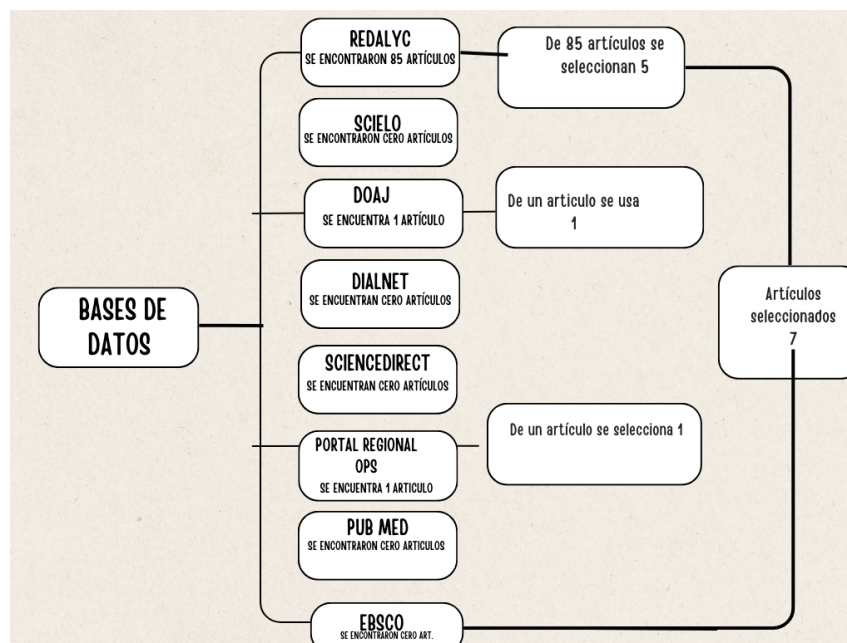 REDALYC
SE ENCONTRARON 85 ARTÍCULOS
De 85 artículos se
seleccionan 5
SCIELO
SE ENCONTRARON CERO ARTÍCULOS
DOAJ
SE ENCUENTRA 1 ARTÍCULO
De un articulo se usa
1
DIALNET
SE ENCUENTRAN CERO ARTÍCULOS
BASES DE
DATOS
Artículos
seleccionados
7
SCIENCEDIRECT
SE ENCUENTRAN CERO ARTÍCULOS
PORTAL REGIONAL
OPS
SE ENCUENTRA 1 ARTICULO
De un artículo se selecciona 1
PUB MED
SE ENCONTRARON CERO ARTICULOS
EBSCO
SE ENCONTRARON CERO ART.